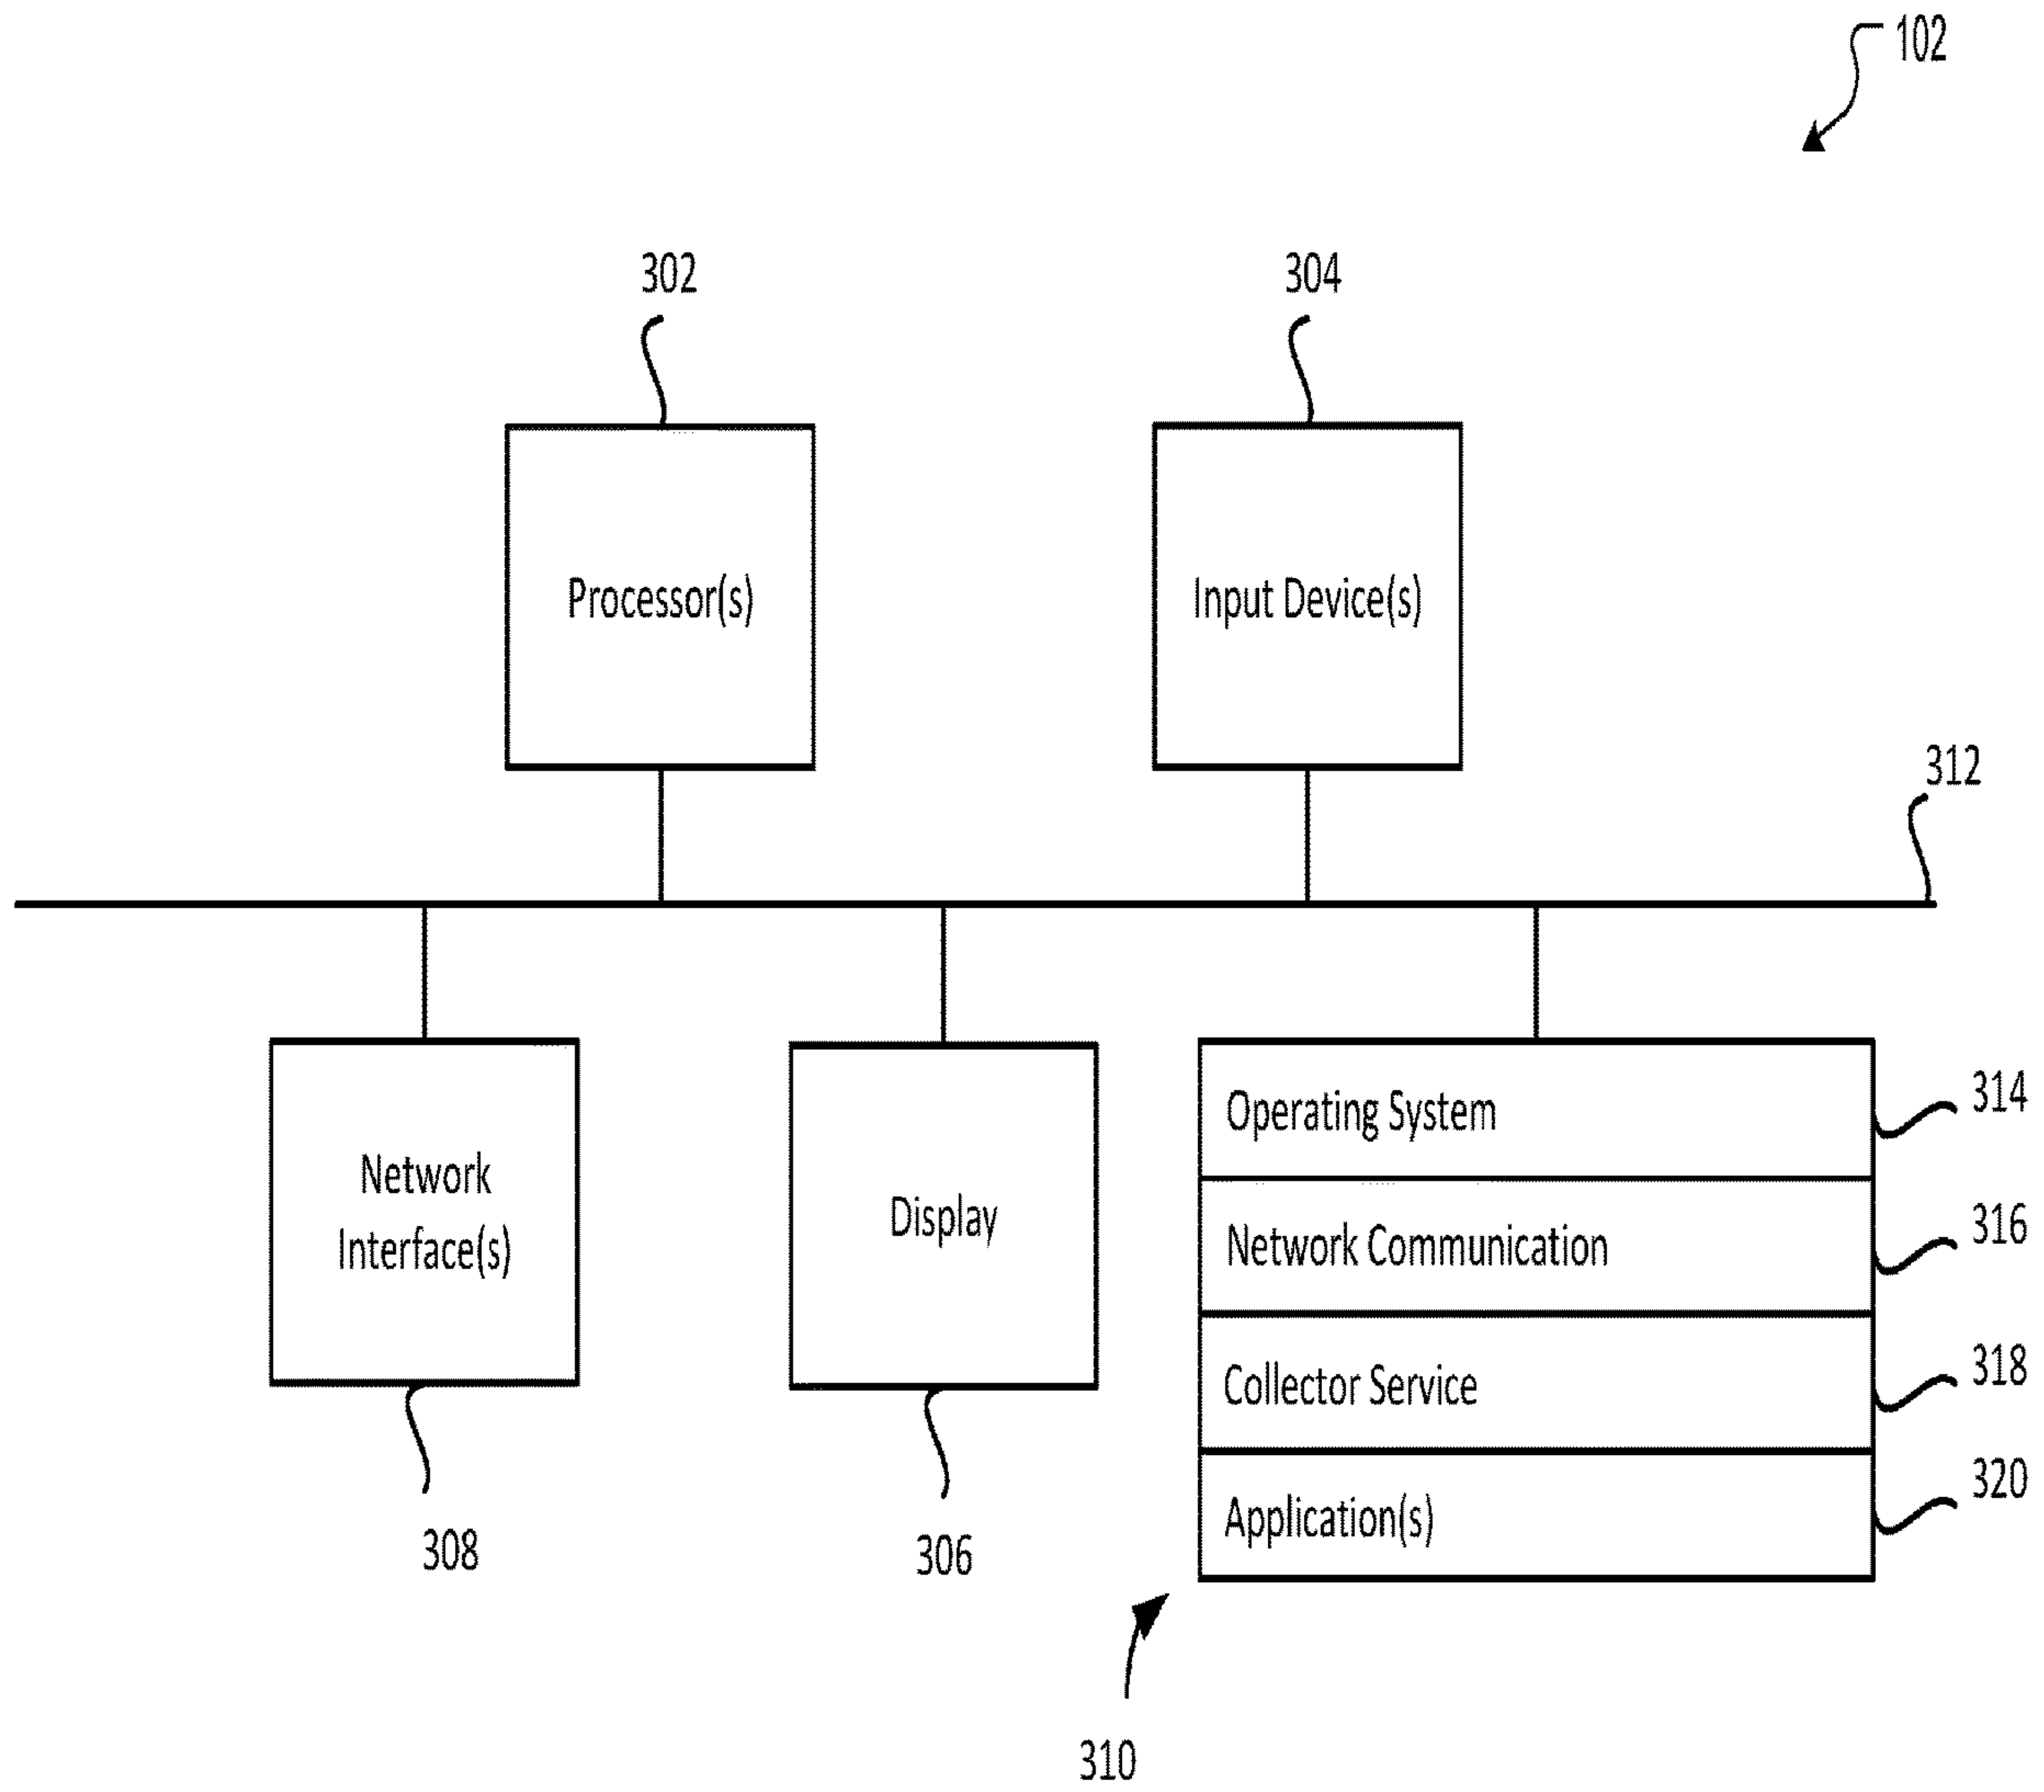 102
302
304
Processor(s)
Input Device(s)
312
Network
Interface(s)
Display
Operating System
314
Network Communication
316
Collector Service
318
Application(s)
320
308
306
310